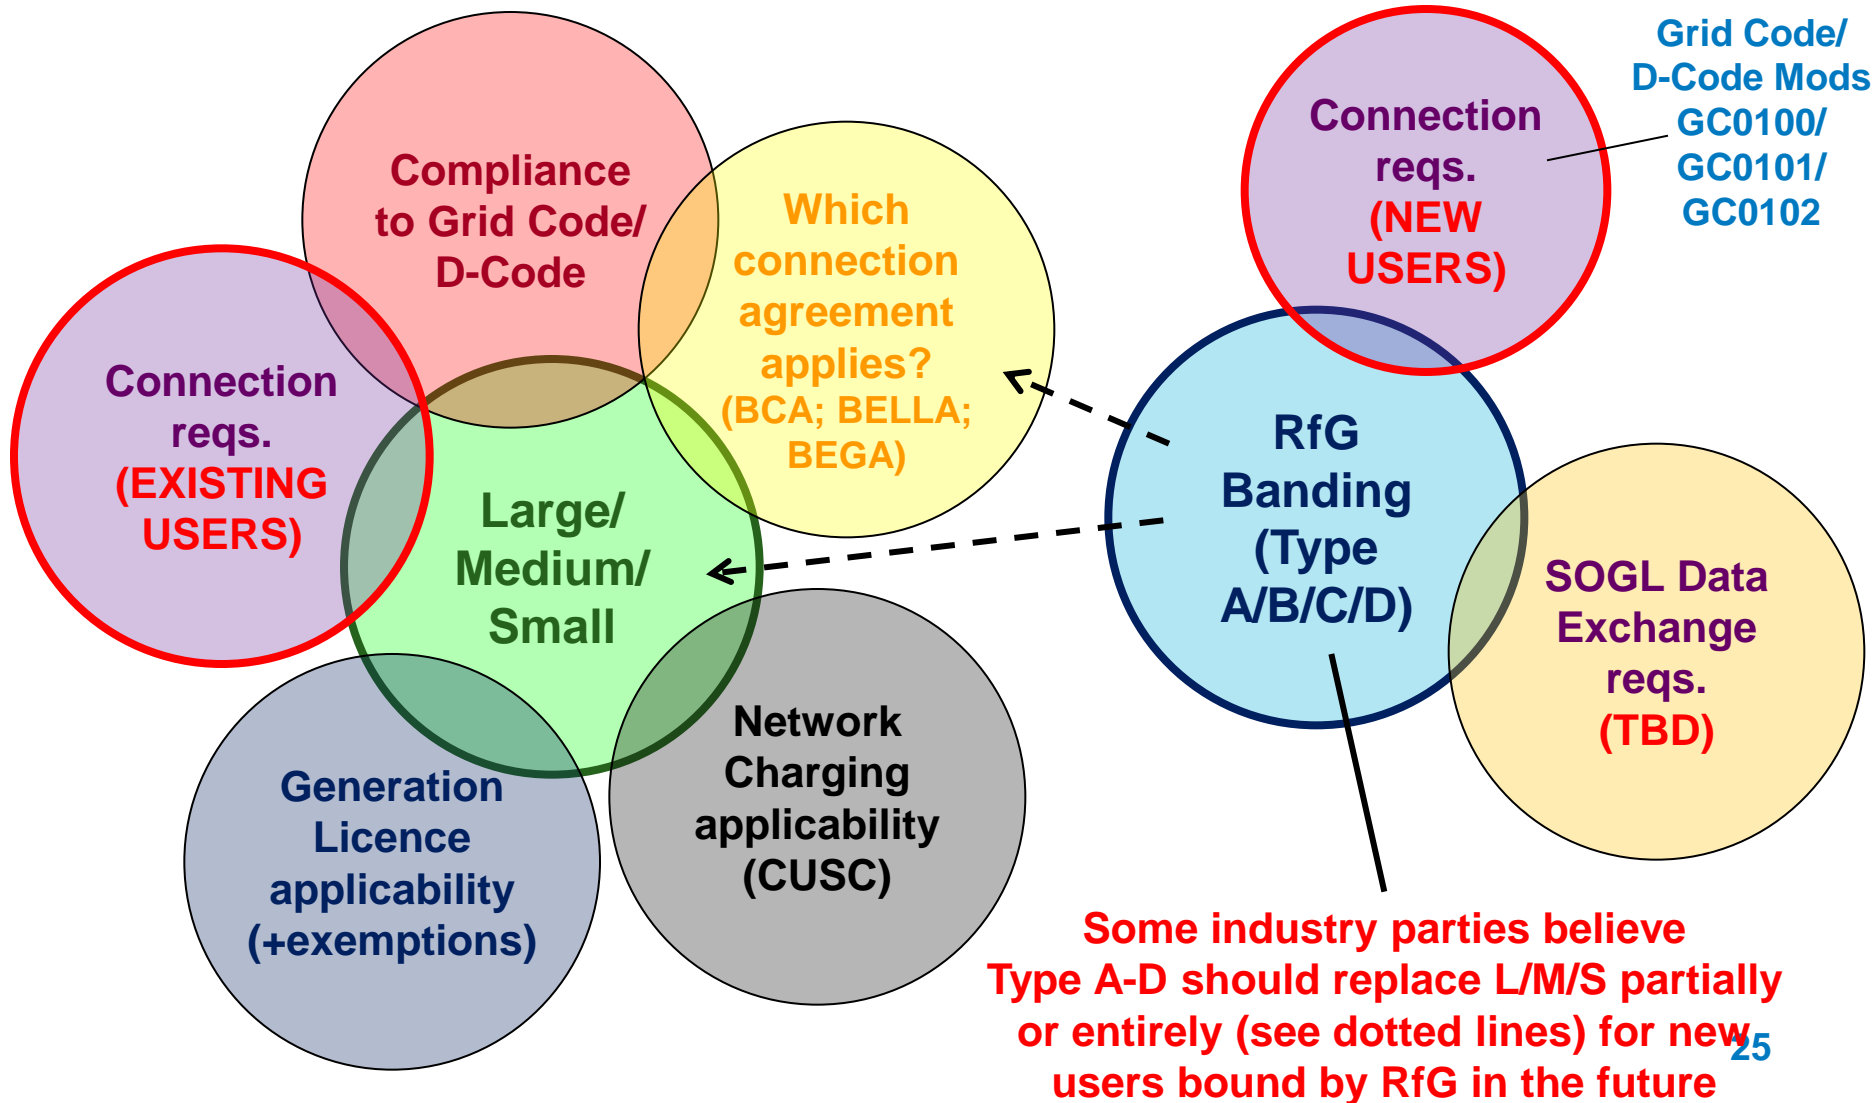 Compliance
to Grid Code/
D-Code
Which
connection
agreement
applies?
(BCA; BELLA;
BEGA)
Connection
reqs.
(EXISTING
USERS)
Large/
Medium/
Small
Generation
Licence
applicability
(+exemptions)
Network
Charging
applicability
(CUSC)
Connection
reqs.
(NEW
USERS)
Grid Code/
D-Code Mods
GC0100/
GC0101/
GC0102
RfG
Banding
(Type
A/B/C/D)
SOGL Data
Exchange
reqs.
(TBD)
Some industry parties believe
Type A-D should replace L/M/S partially
or entirely (see dotted lines) for new
users bound by RfG in the future
25